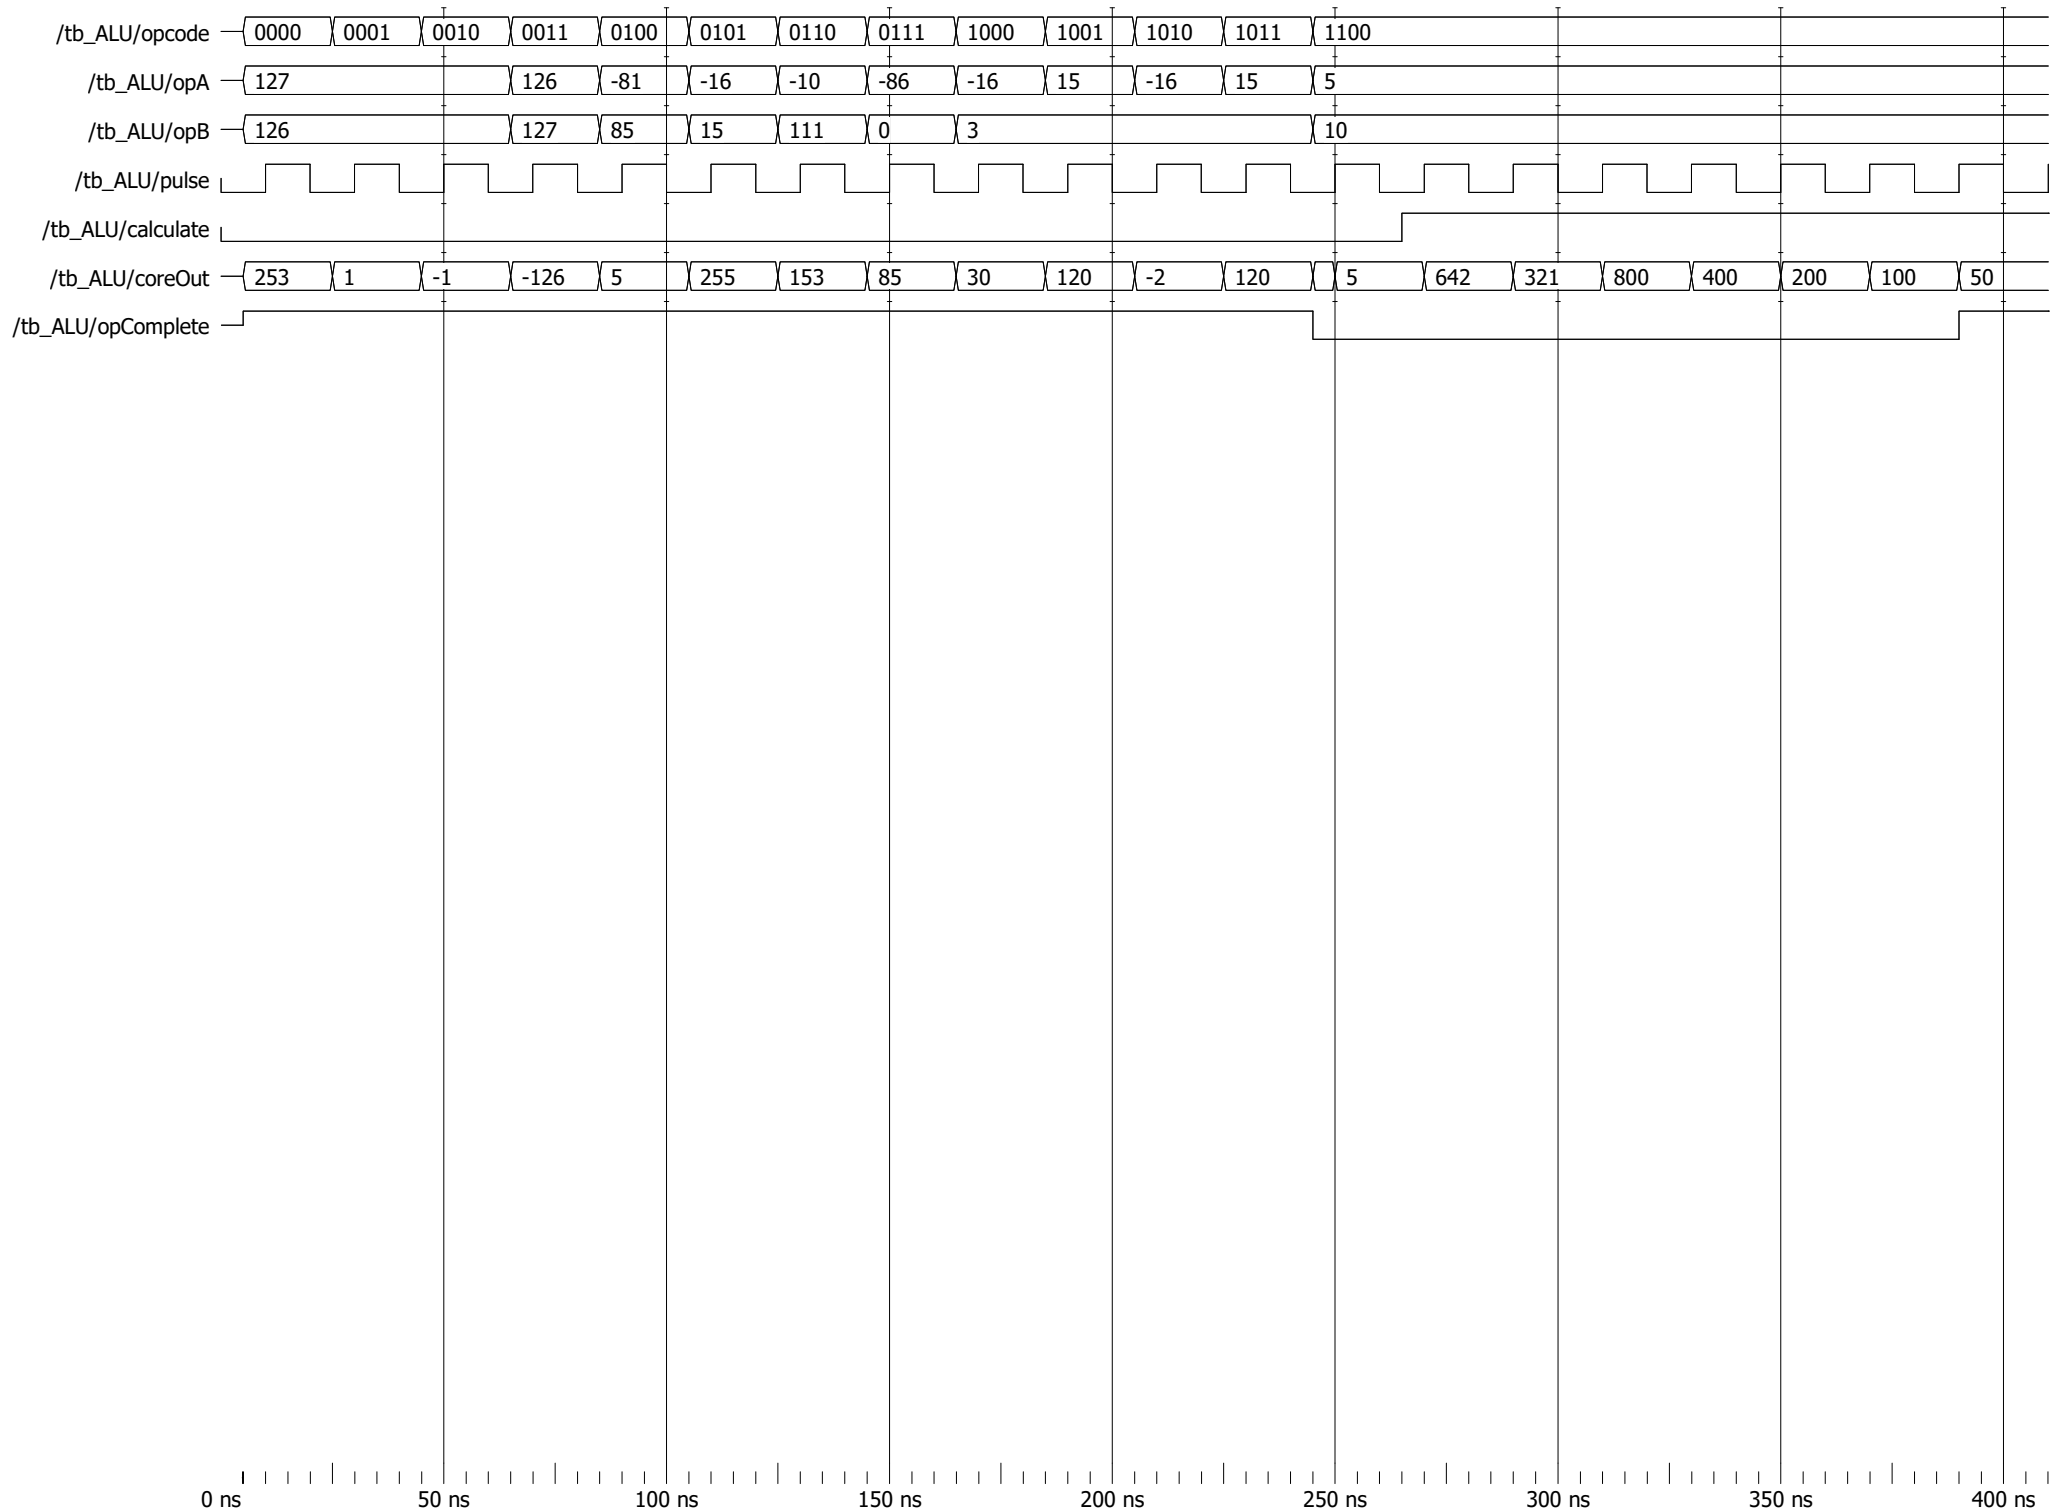 /tb_ALU/opcode 0000 0001 0010 0011 0100 0101 0110 0111 1000 1001 1010 1011 1100
/tb_ALU/opA 127 126 -81 -16 -10 -86 -16 15 -16 15 5
/tb_ALU/opB 126 127 85 15 111 0 3 10
/tb_ALU/pulse
/tb_ALU/calculate
/tb_ALU/coreOut 253 1 -1 -126 5 255 153 85 30 120 -2 120 5 642 321 800 400 200 100 50
/tb_ALU/opComplete
0 ns 50 ns 100 ns 150 ns 200 ns 250 ns 300 ns 350 ns 400 ns